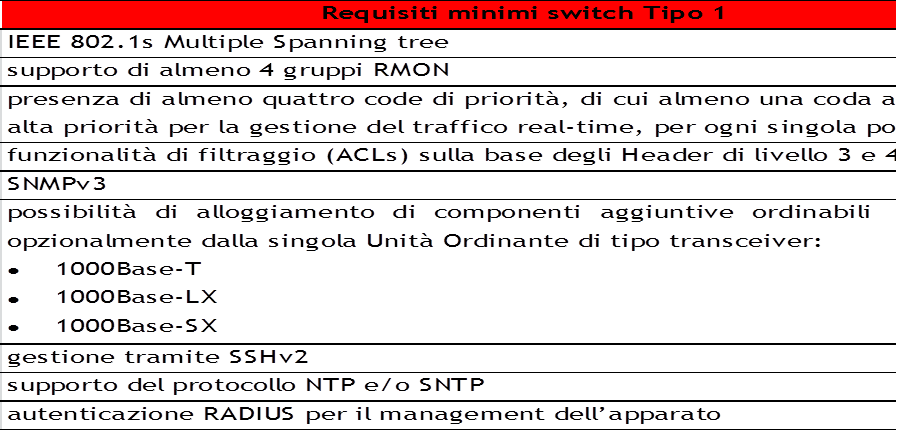 Requisiti minimi switch Tipo 1
IEEE 802.1s Multiple Spanning tree
supporto di almeno 4 gruppi RMON
presenza di almeno quattro code di priorità, di cui almeno una coda a
alta priorità per la gestione del traffico real-time, per ogni singola po
funzionalità di filtraggio (ACLs) sulla base degli Header di livello 3 e 4
SNMPv3
possibilità di alloggiamento di componenti aggiuntive ordinabili
opzionalmente dalla singola Unità Ordinante di tipo transceiver:
• 1000Base-T
• 1000Base-LX
• 1000Base-SX
gestione tramite SSHv2
supporto del protocollo NTP e/o SNTP
autenticazione RADIUS per il management dell'apparato